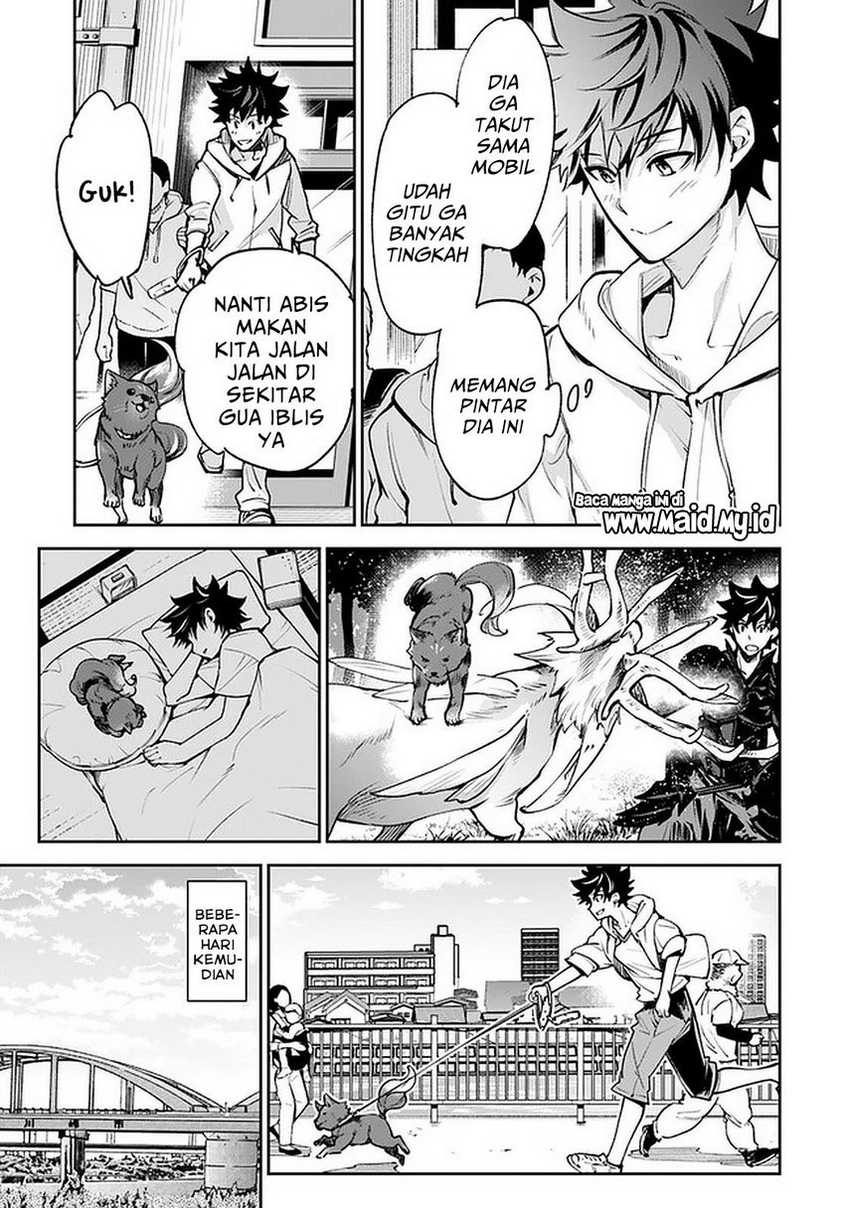 DIA
GA
TAKUT
SAMA
MOBIL
UDAH
GITU GA
BANYAK
TINGKAH
MEMANG
PINTAR
DIA INI
GUK!
NANTI ABIS
MAKAN
KITA JALAN
JALAN DI
SEKITAR
GUA IBLIS
YA
Baca Manga ini di
www.Maid.My.id
BEBE-
RAPA
HARI
KEMU-
DIAN